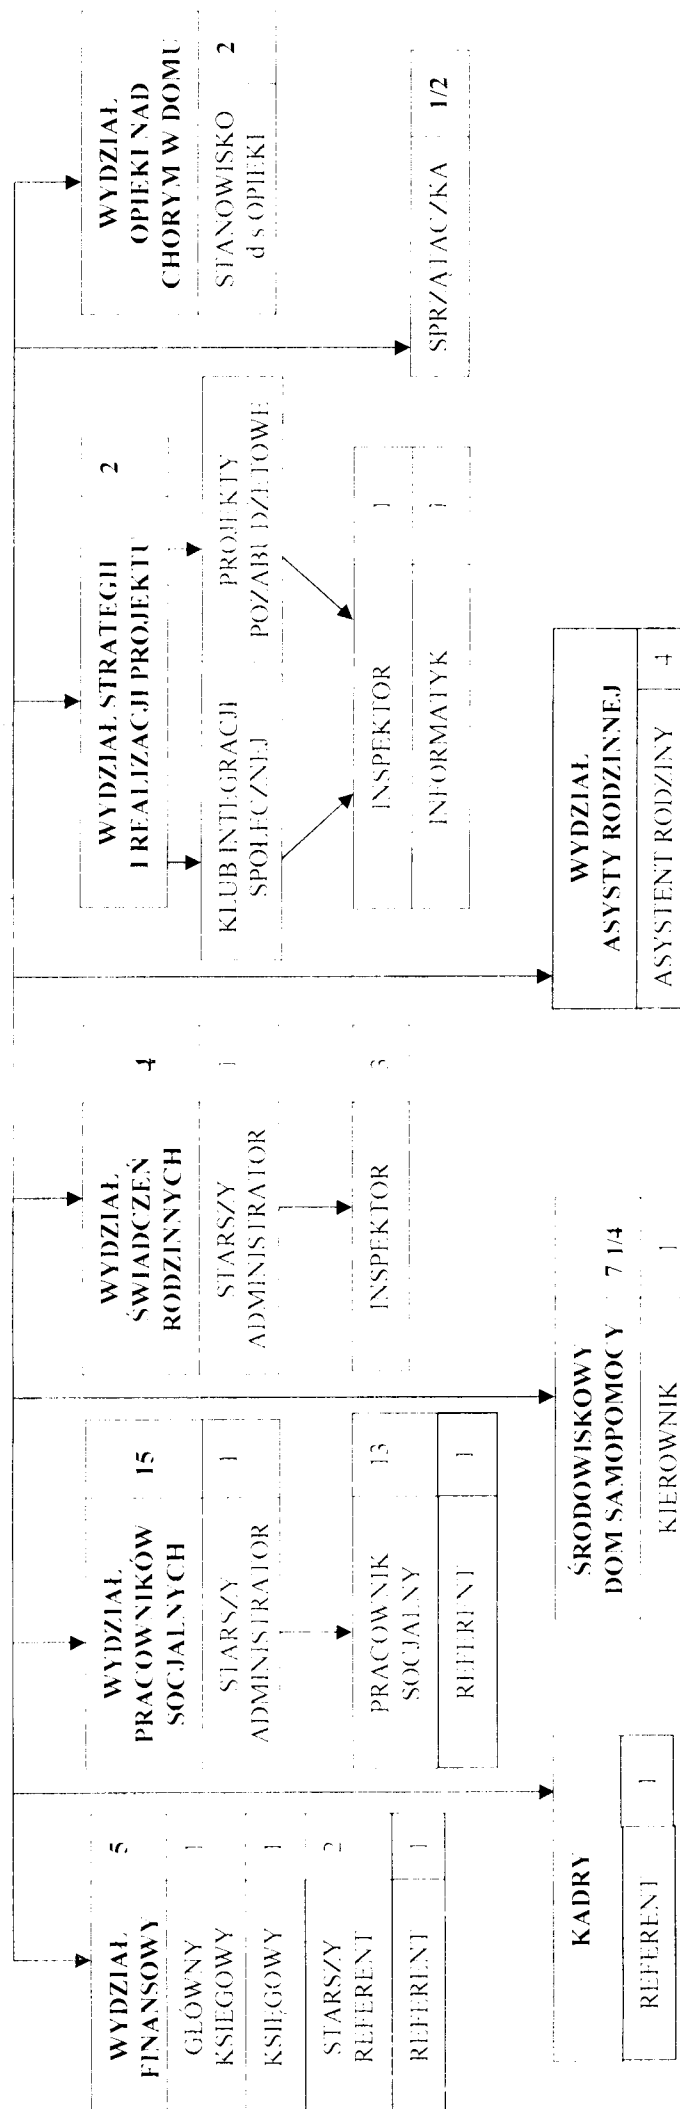 WYDZIAŁ
FINANSOWY
5
GŁÓWNY
KSIĘGOWY
1
KSIĘGOWY
1
STARSZY
REFERENT
2
REFERENT
1
KADRY
REFERENT
1
WYDZIAŁ
PRACOWNIKÓW
SOCJALNYCH
15
STARSZY
ADMINISTRATOR
1
PRACOWNIK
SOCJALNY
13
REFERENT
1
ŚRODOWISKOWY
DOM SAMOPOMOCY
7 1/4
KIEROWNIK
1
WYDZIAŁ
ŚWIADCZEŃ
RODZINNYCH
4
STARSZY
ADMINISTRATOR
1
INSPEKTOR
3
WYDZIAŁ
ASYSTY RODZINNEJ
ASYSTENT RODZINY
4
WYDZIAŁ STRATEGII
I REALIZACJI PROJEKTU
2
KLUB INTEGRACJI
SPOŁECZNEJ
PROJEKTY
POZABUDŻETOWE
INSPEKTOR
1
INFORMATYK
1
SPRZĄTACZKA
1/2
WYDZIAŁ
OPIEKI NAD
CHORYM W DOMU
STANOWISKO
d s OPIEKI
2